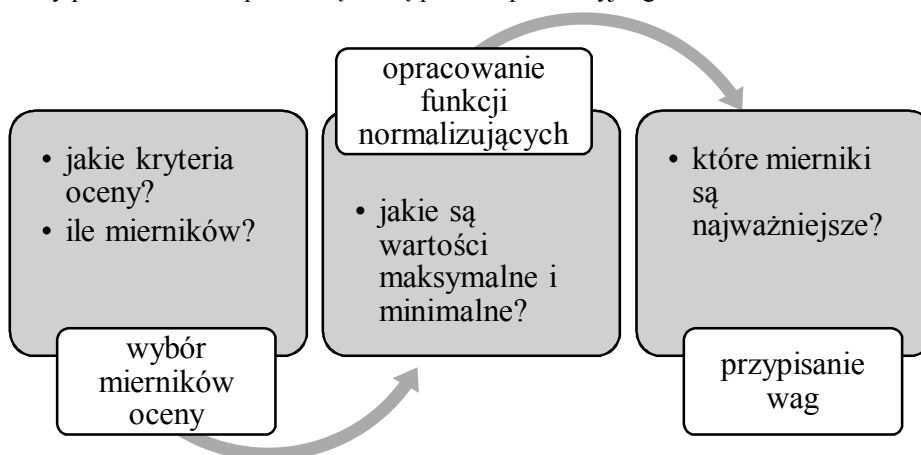 • jakie kryteria
oceny?
• ile mierników?
wybór
mierników
oceny
opracowanie
funkcji
normalizujących
• jakie są
wartości
maksymalne i
minimalne?
• które mierniki
są
najważniejsze?
przypisanie
wag